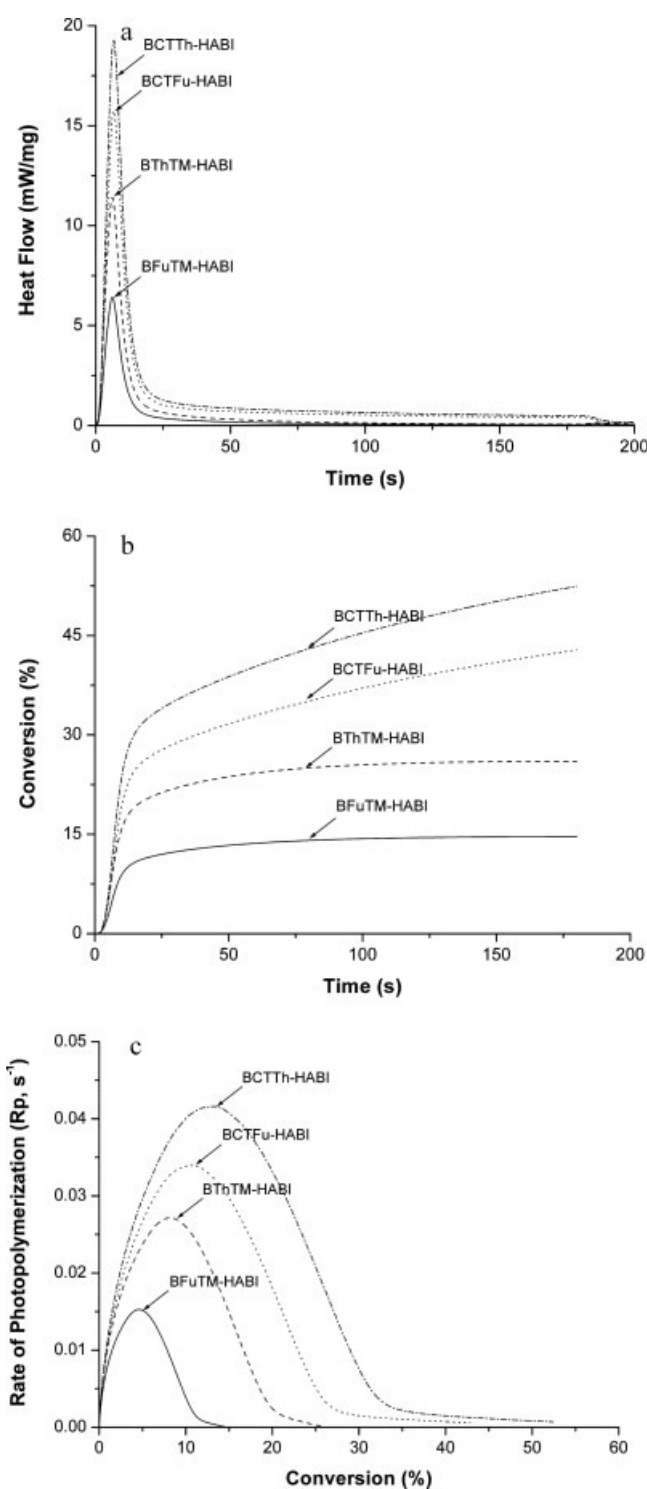 a
20
15
10
5
0
Heat Flow (mW/mg)
BCTTh-HABI
BCTFu-HABI
BThTM-HABI
BFuTM-HABI
0 50 100 150 200
Time (s)
b
60
45
30
15
0
Conversion (%)
BCTTh-HABI
BCTFu-HABI
BThTM-HABI
BFuTM-HABI
0 50 100 150 200
Time (s)
c
0.05
0.04
0.03
0.02
0.01
0.00
Rate of Photopolymerization (Rp, s⁻¹)
BCTTh-HABI
BCTFu-HABI
BThTM-HABI
BFuTM-HABI
0 10 20 30 40 50 60
Conversion (%)